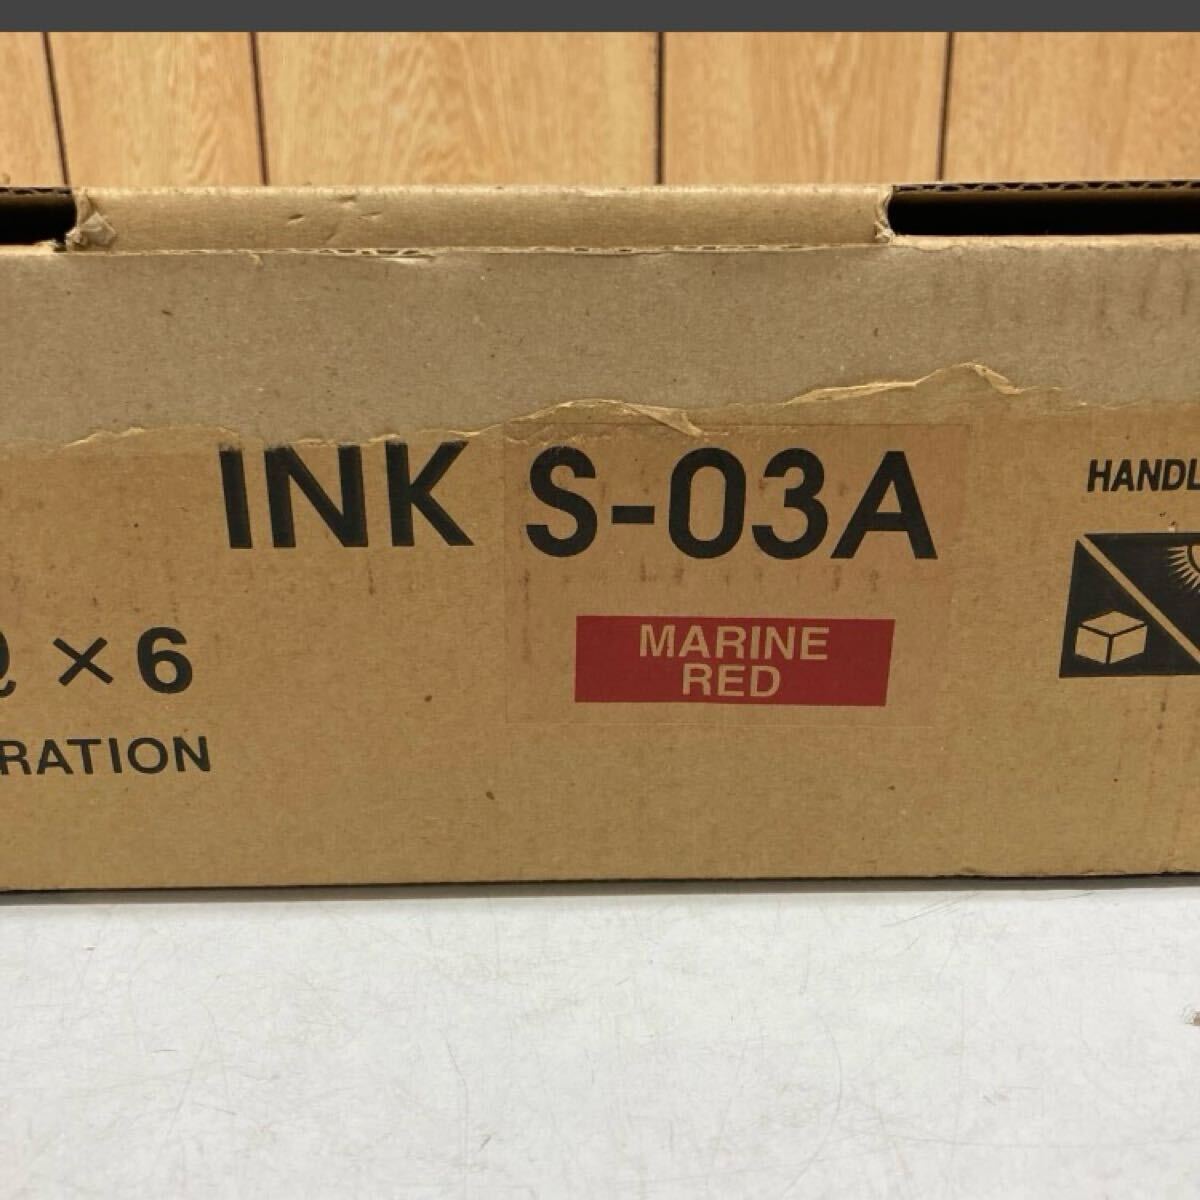 INK S-03A
HANDL
ℓ ×6
MARINE
RED
RATION